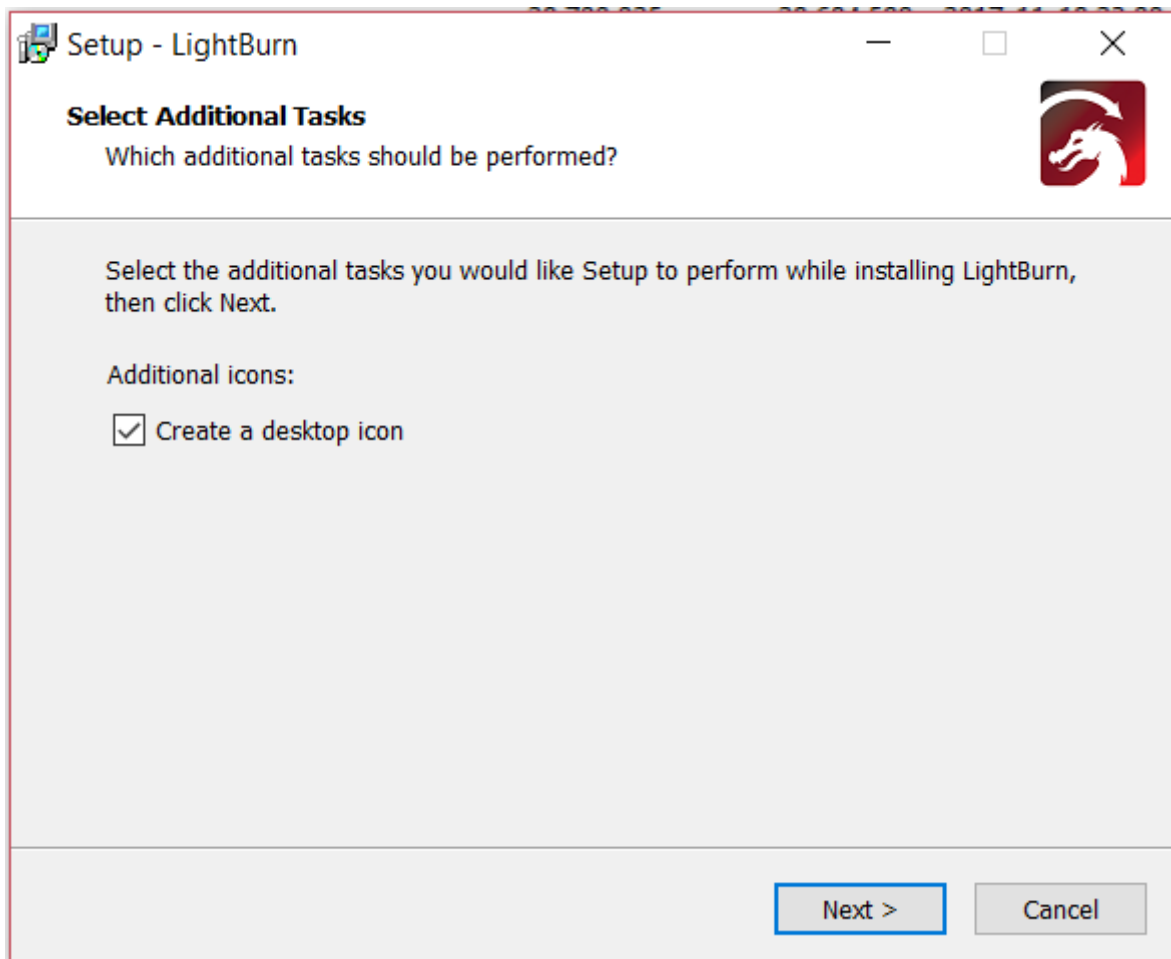 Setup - LightBurn
Select Additional Tasks
Which additional tasks should be performed?
Select the additional tasks you would like Setup to perform while installing LightBurn,
then click Next.
Additional icons:
Create a desktop icon
Next >
Cancel